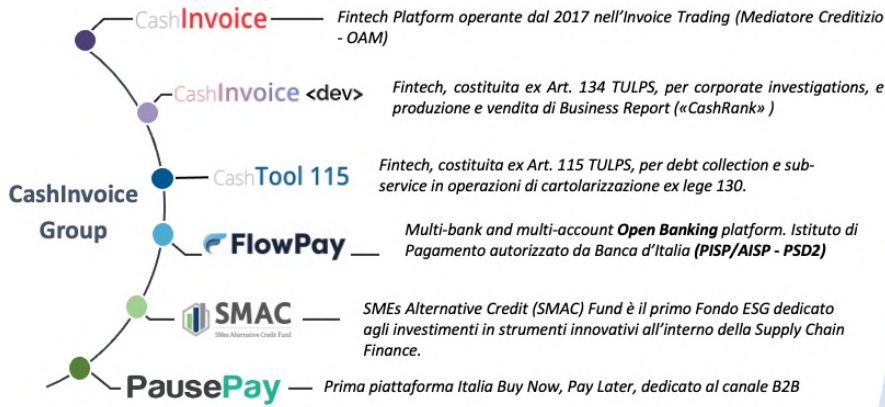 CashInvoice
Fintech Platform operante dal 2017 nell'Invoice Trading (Mediatore Creditizio
- OAM)
CashInvoice <dev>
Fintech, costituita ex Art. 134 TULPS, per corporate investigations, e
produzione e vendita di Business Report («CashRank» )
CashTool 115
Fintech, costituita ex Art. 115 TULPS, per debt collection e sub-
service in operazioni di cartolarizzazione ex lege 130.
CashInvoice
Group
FlowPay
Multi-bank and multi-account Open Banking platform. Istituto di
Pagamento autorizzato da Banca d'Italia (PISP/AISP - PSD2)
SMAC
SMEs Alternative Credit Fund
SMEs Alternative Credit (SMAC) Fund è il primo Fondo ESG dedicato
agli investimenti in strumenti innovativi all'interno della Supply Chain
Finance.
PausePay
Prima piattaforma Italia Buy Now, Pay Later, dedicato al canale B2B